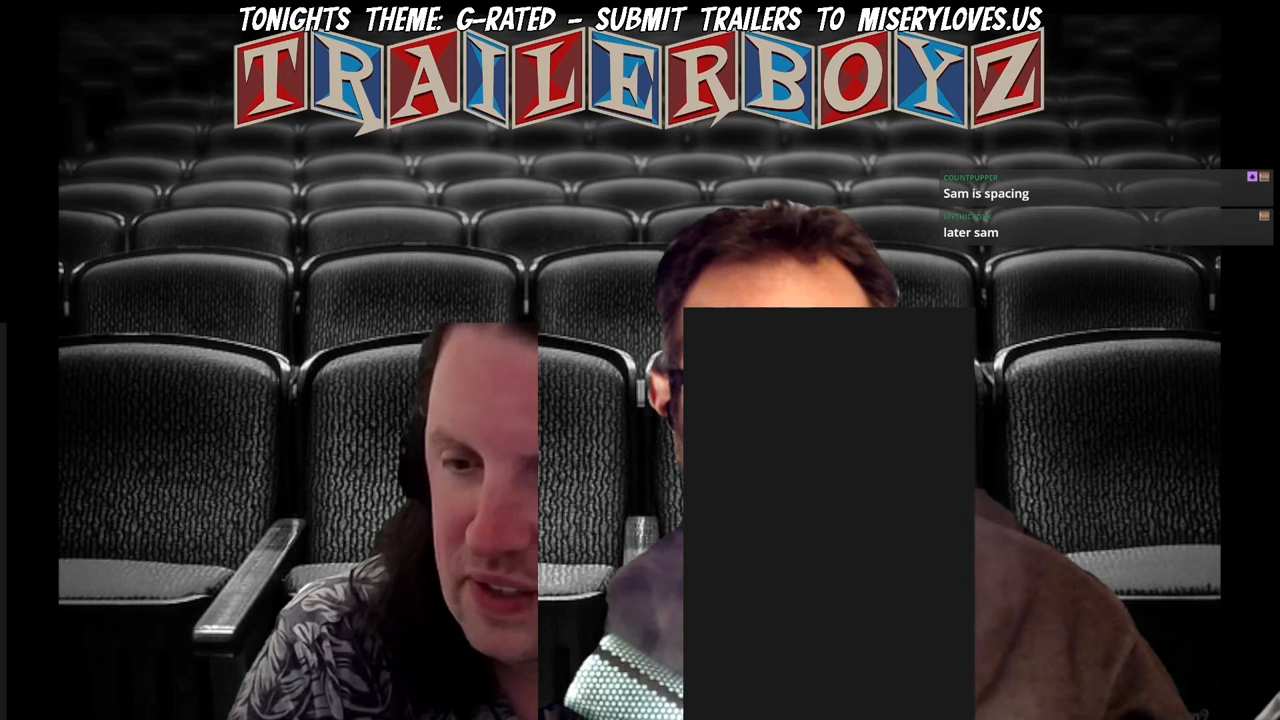 TONIGHTS THEME: G-RATED - SUBMIT TRAILERS TO MISERYLOVES.US
TRAILERBOYZ
COUNTPUPPER
Sam is spacing
later sam